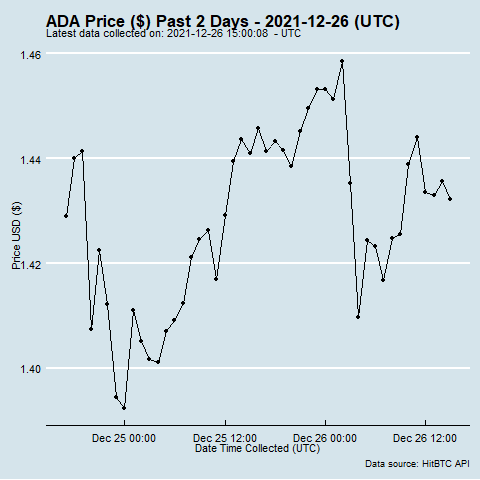 ADA Price ($) Past 2 Days - 2021-12-26 (UTC)
Latest data collected on: 2021-12-26 15:00:08  - UTC
1.46
1.44
1.42
1.40
Price USD ($)
Dec 25 00:00 Dec 25 12:00 Dec 26 00:00 Dec 26 12:00
Date Time Collected (UTC)
Data source: HitBTC API